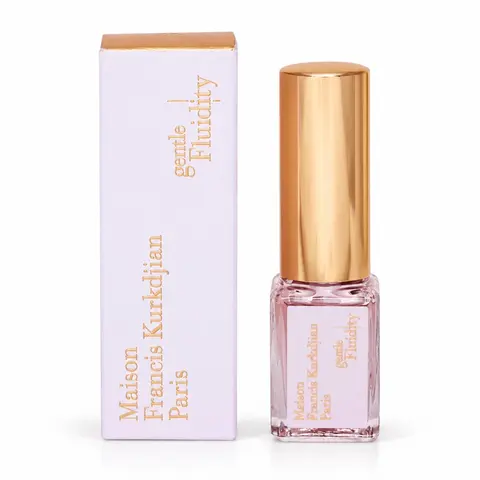 gentle
Fluidity
Maison
Francis Kurkdjian
Paris
gentle
Fluidity
Maison
Francis Kurkdjian
Paris